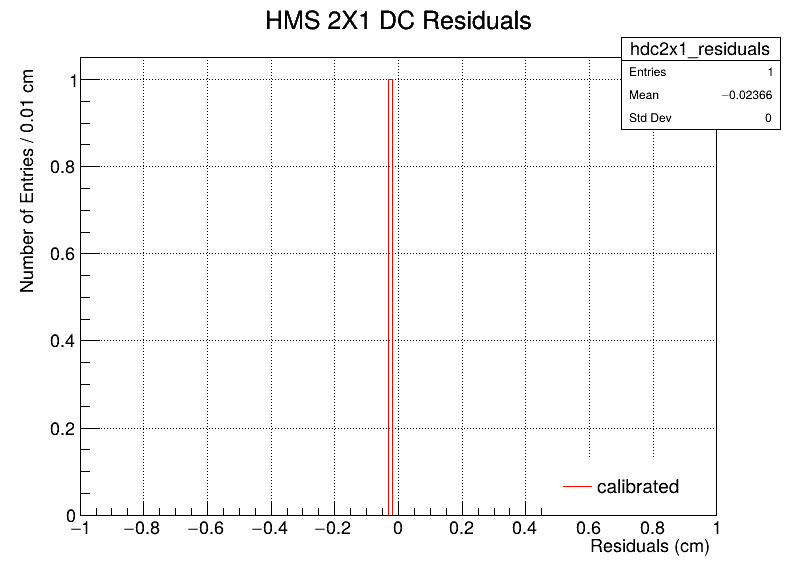 HMS 2X1 DC Residuals
hdc2x1_residuals
Entries 1
Mean −0.02366
Std Dev 0
Number of Entries / 0.01 cm
1
0.8
0.6
0.4
0.2
0
−1 −0.8 −0.6 −0.4 −0.2 0 0.2 0.4 0.6 0.8 1
calibrated
Residuals (cm)